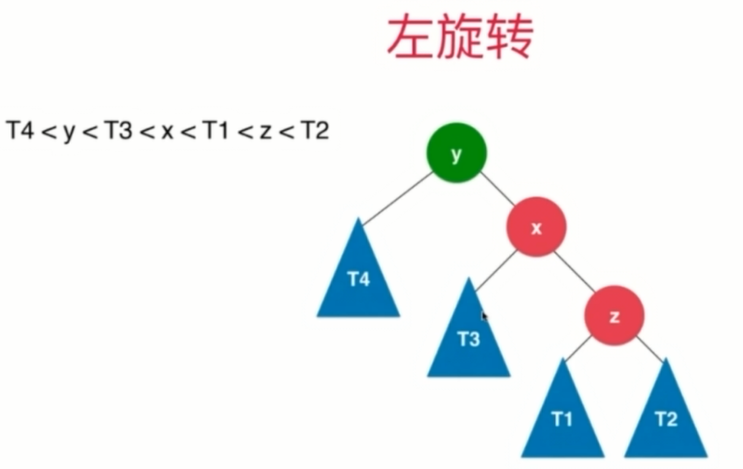 左旋转
T4 < y < T3 < x < T1 < z < T2
y
x
T4
z
T3
T1
T2